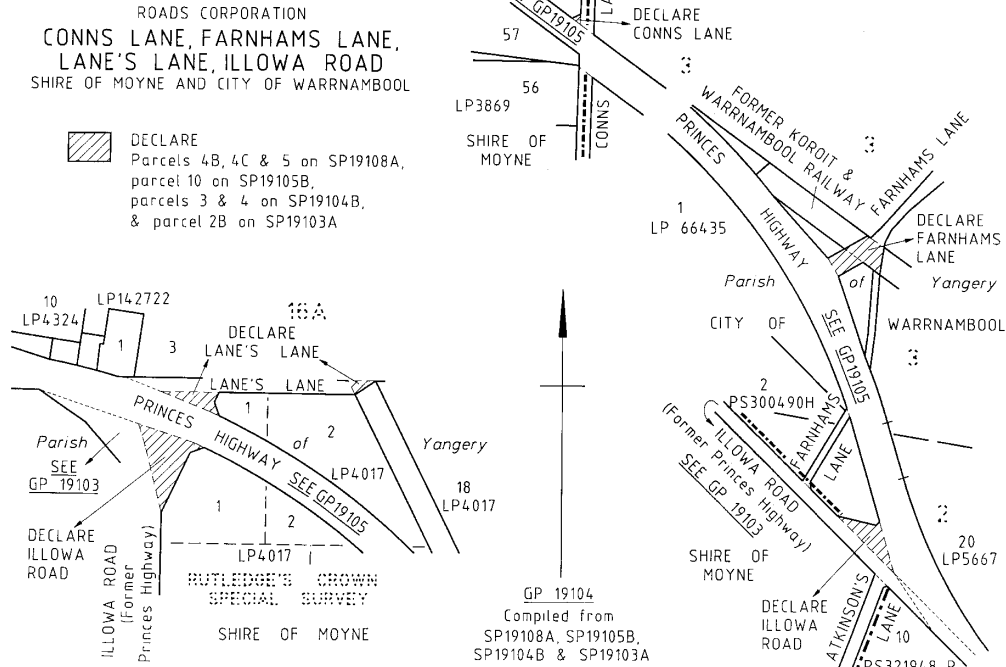 ROADS CORPORATION
CONNS LANE, FARNHAMS LANE,
LANE'S LANE, ILLOWA ROAD
SHIRE OF MOYNE AND CITY OF WARRNAMBOOL
DECLARE
Parcels 4B, 4C & 5 on SP19108A,
parcel 10 on SP19105B,
parcels 3 & 4 on SP19104B,
& parcel 2B on SP19103A
SEE GP19105
DECLARE
CONNS LANE
57
56
LP3869
SHIRE OF
MOYNE
CONNS
3
FORMER KOROIT &
WARRNAMBOOL RAILWAY
3
FARNHAMS LANE
PRINCES
HIGHWAY
1
LP 66435
DECLARE
FARNHAMS
LANE
Parish of Yangery
CITY OF WARRNAMBOOL
SEE GP19105
3
2
PS300490H
FARNHAMS
LANE
ILLOWA ROAD
(Former Princes Highway)
SEE GP 19103
2
20
LP5667
SHIRE OF
MOYNE
DECLARE
ILLOWA
ROAD
ATKINSON'S
LANE
10
10
LP4324
LP142722
1
3
16A
DECLARE
LANE'S LANE
LANE'S LANE
PRINCES
HIGHWAY
SEE GP19105
1
2
LP4017
Parish of Yangery
SEE
GP 19103
18
LP4017
DECLARE
ILLOWA
ROAD
ILLOWA ROAD
(Former
Princes Highway)
1
2
LP4017
RUTLEDGE'S CROWN
SPECIAL SURVEY
SHIRE OF MOYNE
GP 19104
Compiled from
SP19108A, SP19105B,
SP19104B & SP19103A